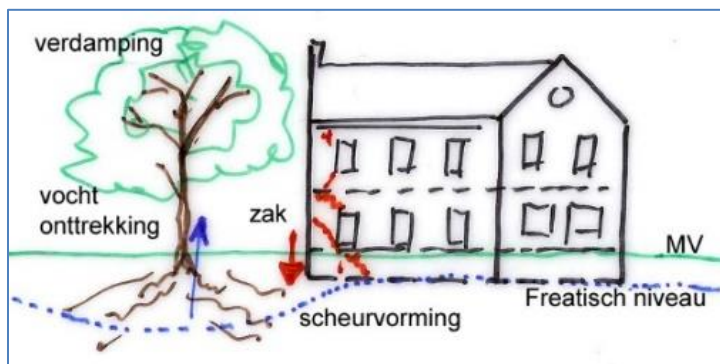 verdamping
vocht
onttrekking
zak
MV
Freatisch niveau
scheurvorming